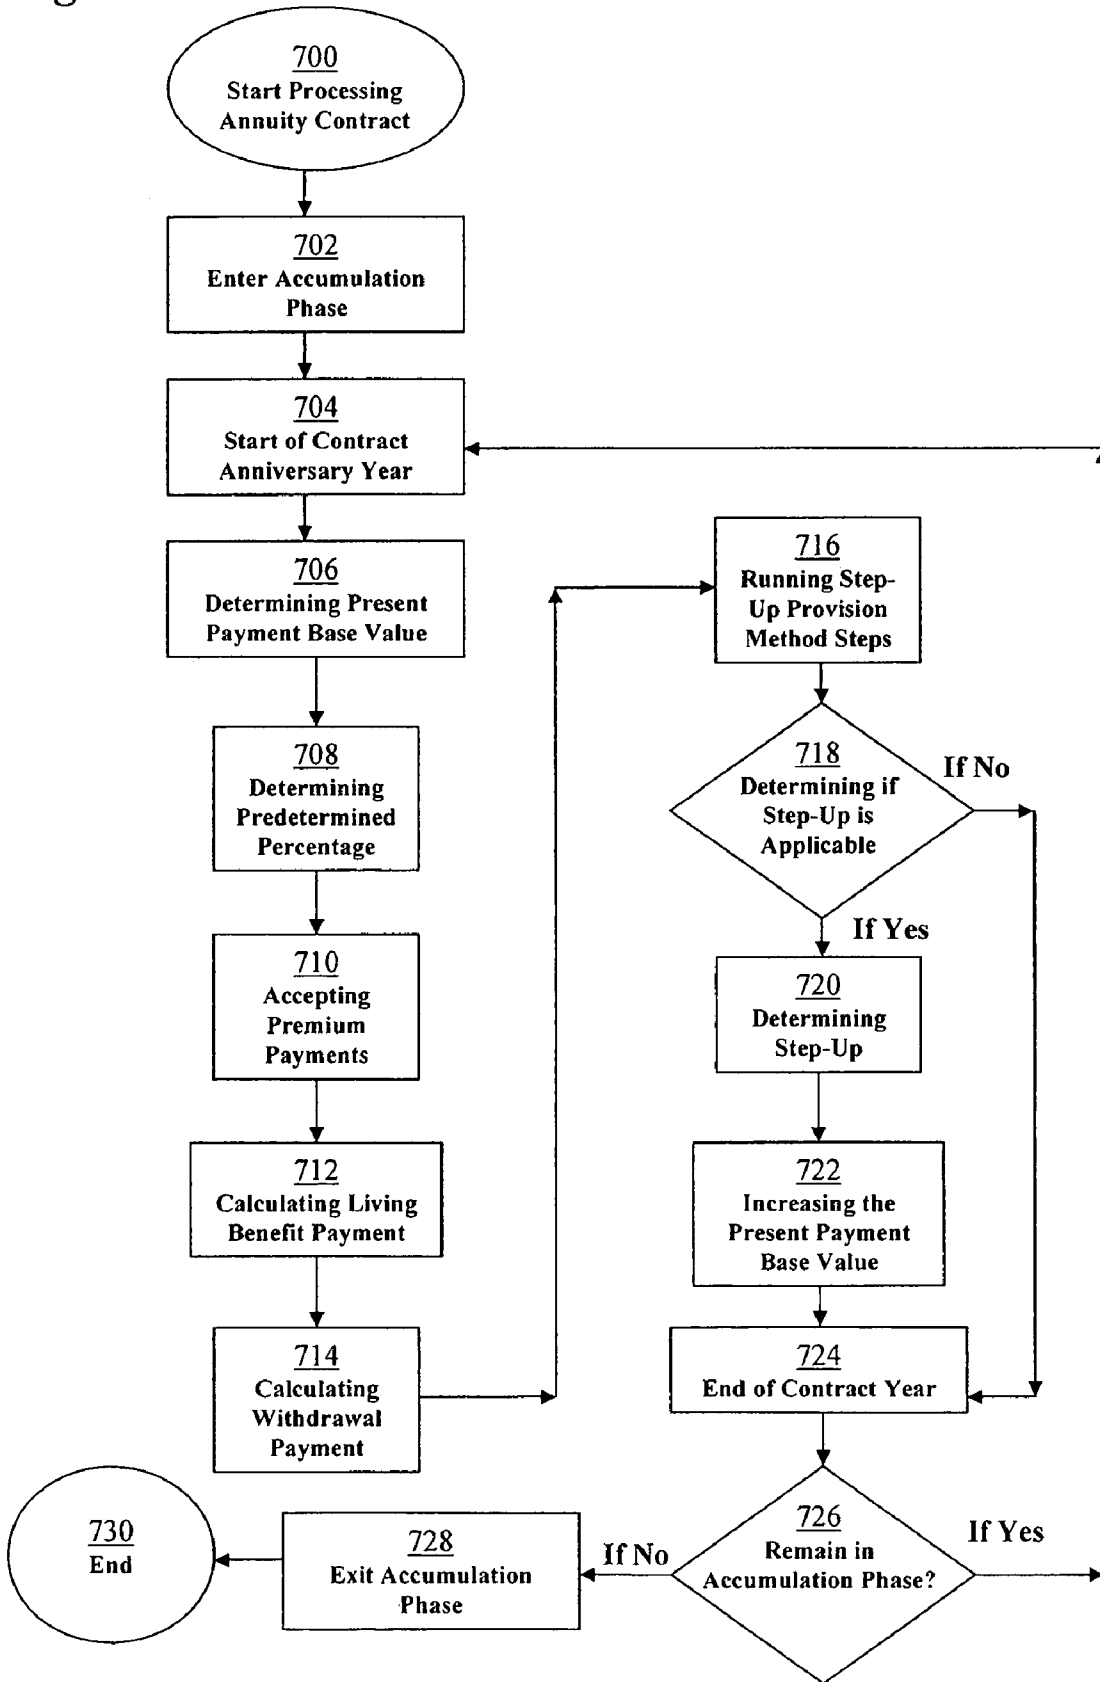 700
Start Processing
Annuity Contract
702
Enter Accumulation
Phase
704
Start of Contract
Anniversary Year
706
Determining Present
Payment Base Value
708
Determining
Predetermined
Percentage
710
Accepting
Premium
Payments
712
Calculating Living
Benefit Payment
714
Calculating
Withdrawal
Payment
716
Running Step-
Up Provision
Method Steps
718
Determining if
Step-Up is
Applicable
If No
If Yes
720
Determining
Step-Up
722
Increasing the
Present Payment
Base Value
724
End of Contract Year
726
Remain in
Accumulation Phase?
If Yes
If No
728
Exit Accumulation
Phase
730
End